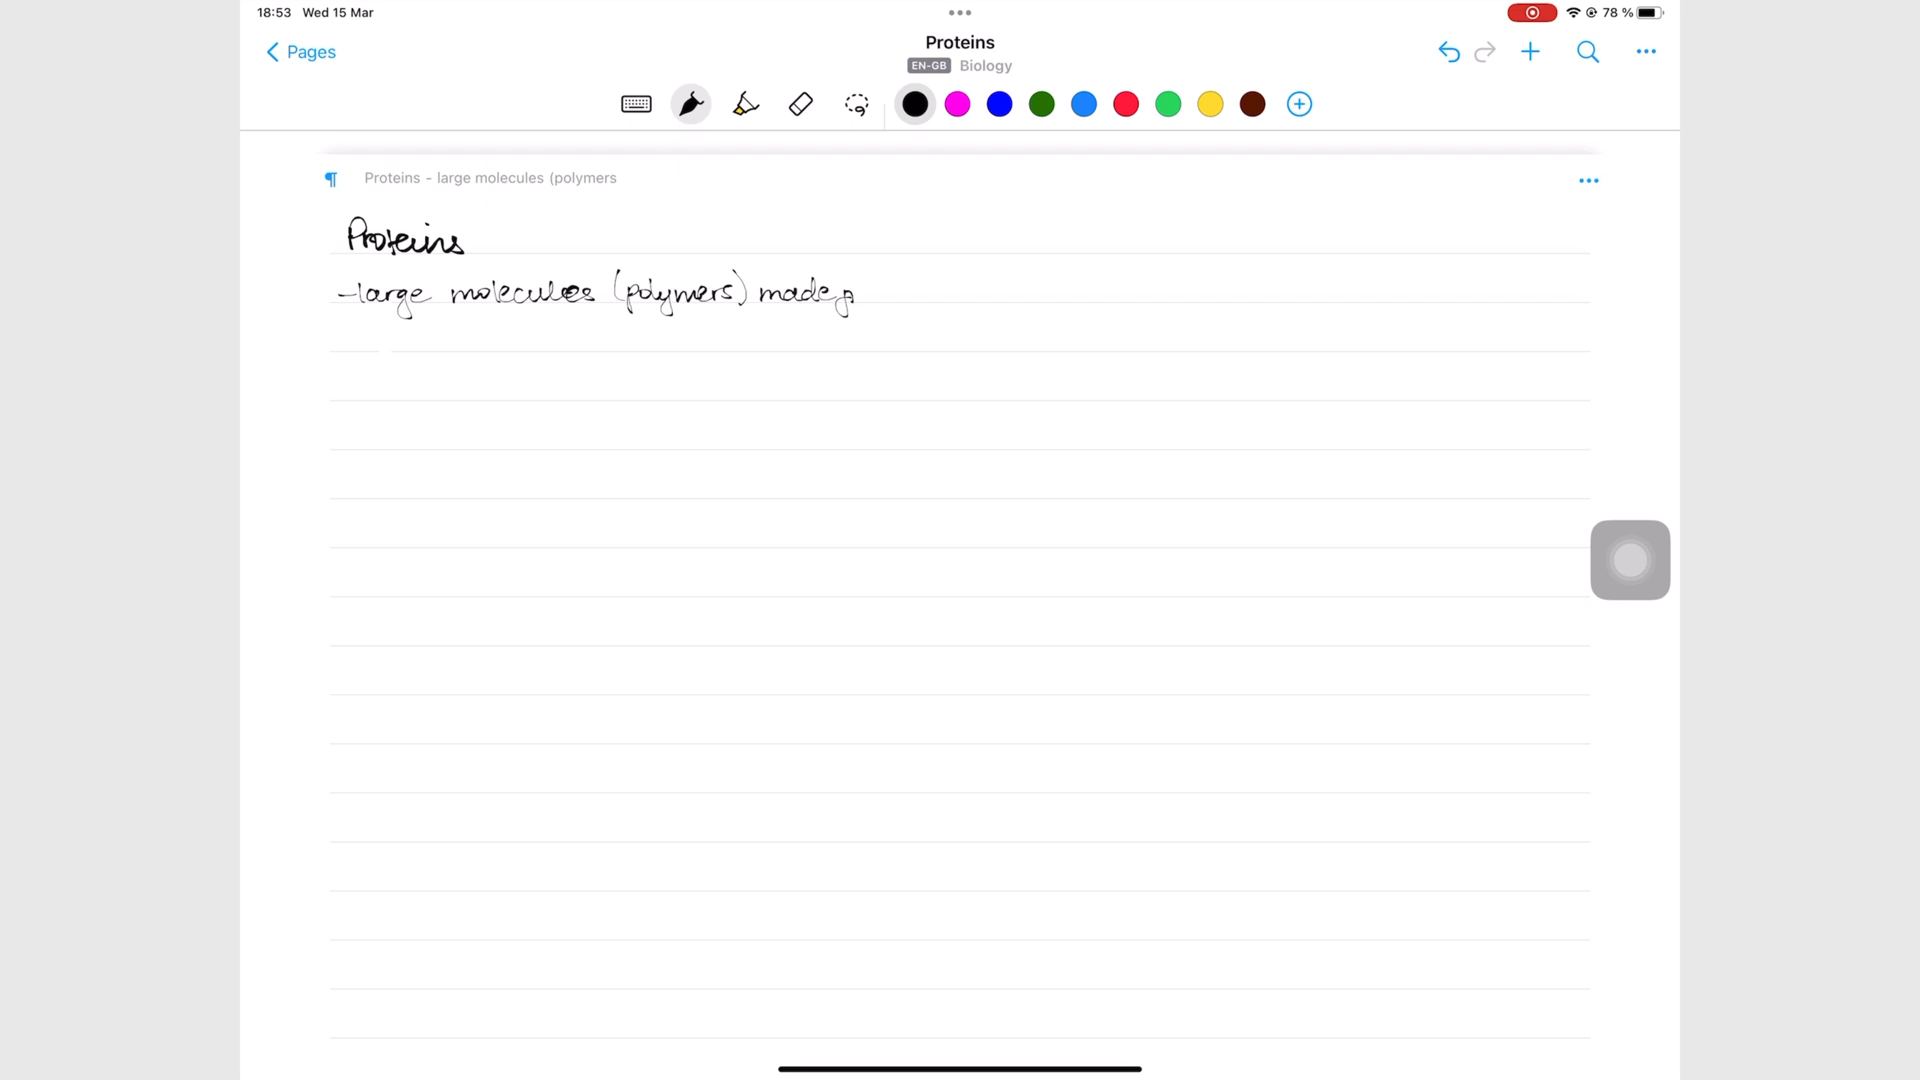 18:53 Wed 15 Mar 78 %
Pages
Proteins
EN-GB Biology
Proteins - large molecules (polymers
Proteins
-large molecules (polymers) made